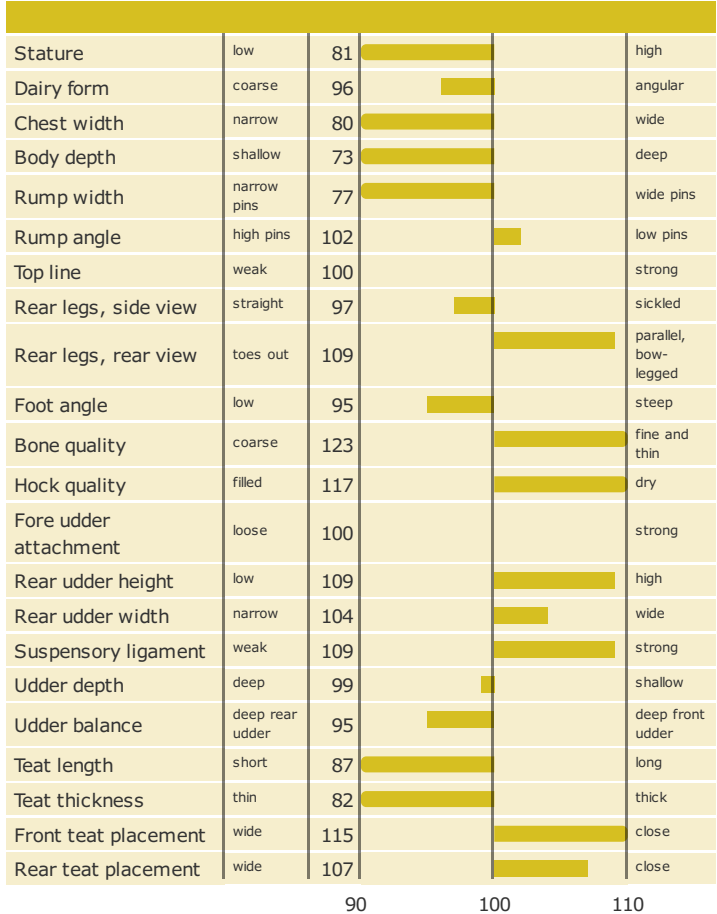 Stature low 81 high
Dairy form coarse 96 angular
Chest width narrow 80 wide
Body depth shallow 73 deep
Rump width narrow pins 77 wide pins
Rump angle high pins 102 low pins
Top line weak 100 strong
Rear legs, side view straight 97 sickled
Rear legs, rear view toes out 109 parallel, bow-legged
Foot angle low 95 steep
Bone quality coarse 123 fine and thin
Hock quality filled 117 dry
Fore udder attachment loose 100 strong
Rear udder height low 109 high
Rear udder width narrow 104 wide
Suspensory ligament weak 109 strong
Udder depth deep 99 shallow
Udder balance deep rear udder 95 deep front udder
Teat length short 87 long
Teat thickness thin 82 thick
Front teat placement wide 115 close
Rear teat placement wide 107 close
90 100 110